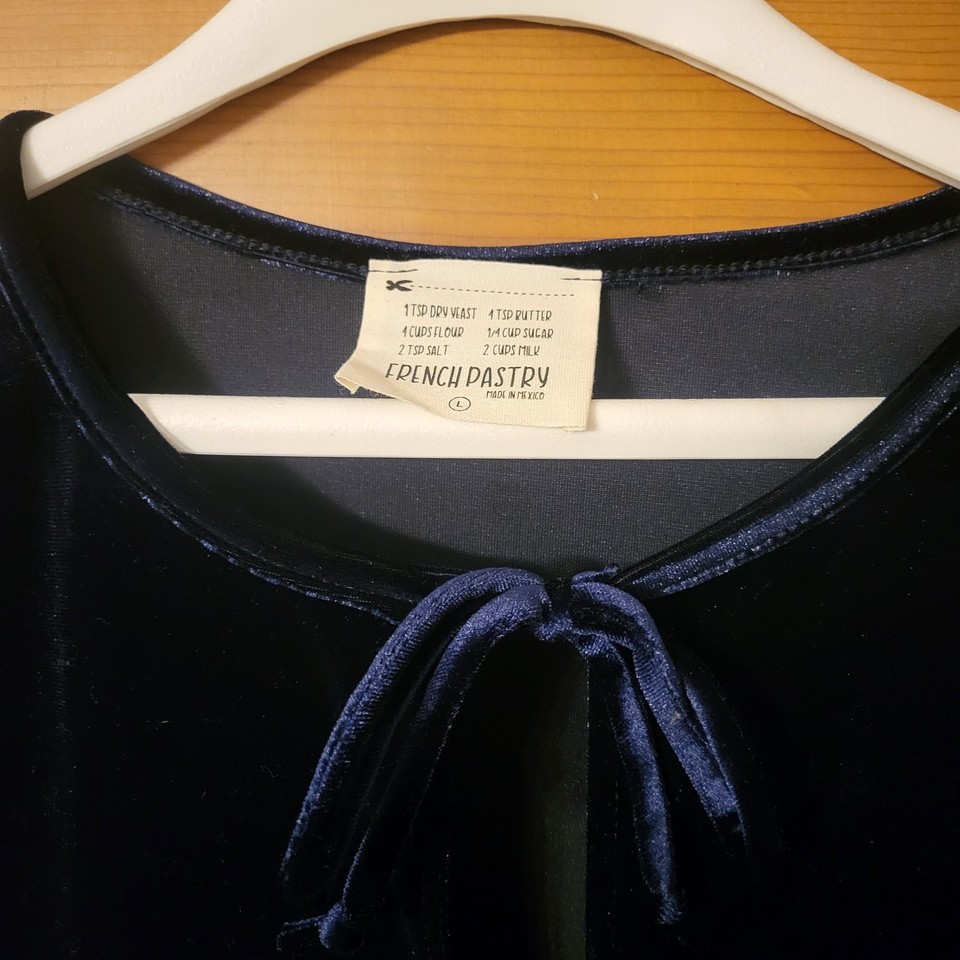 1 TSP DRY YEAST 1 TSP BUTTER
4 CUPS FLOUR 1/4 CUP SUGAR
2 TSP SALT 2 CUPS MILK
FRENCH PASTRY
MADE IN MEXICO
L